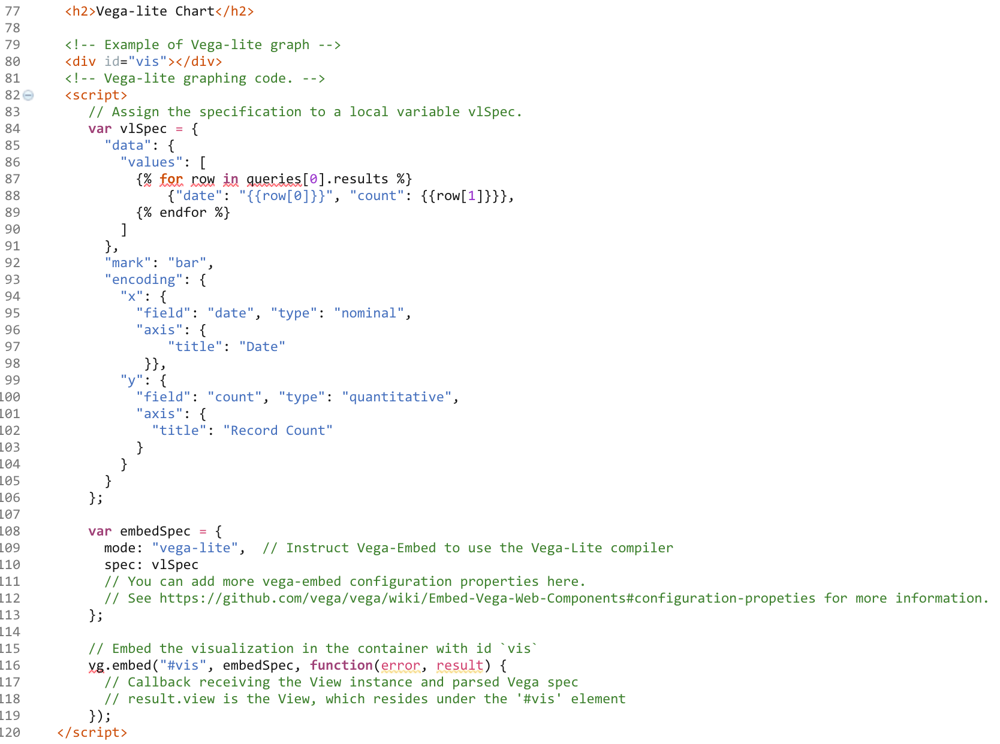 77 <h2>Vega-lite Chart</h2>
78
79 <!-- Example of Vega-lite graph -->
80 <div id="vis"></div>
81 <!-- Vega-lite graphing code. -->
82 <script>
83 // Assign the specification to a local variable vlSpec.
84 var vlSpec = {
85 "data": {
86 "values": [
87 {% for row in queries[0].results %}
88 {"date": "{{row[0]}}", "count": {{row[1]}}},
89 {% endfor %}
90 ]
91 },
92 "mark": "bar",
93 "encoding": {
94 "x": {
95 "field": "date", "type": "nominal",
96 "axis": {
97 "title": "Date"
98 }},
99 "y": {
100 "field": "count", "type": "quantitative",
101 "axis": {
102 "title": "Record Count"
103 }
104 }
105 }
106 };
107
108 var embedSpec = {
109 mode: "vega-lite", // Instruct Vega-Embed to use the Vega-Lite compiler
110 spec: vlSpec
111 // You can add more vega-embed configuration properties here.
112 // See https://github.com/vega/vega/wiki/Embed-Vega-Web-Components#configuration-propeties for more information.
113 };
114
115 // Embed the visualization in the container with id `vis`
116 vg.embed("#vis", embedSpec, function(error, result) {
117 // Callback receiving the View instance and parsed Vega spec
118 // result.view is the View, which resides under the '#vis' element
119 });
120 </script>